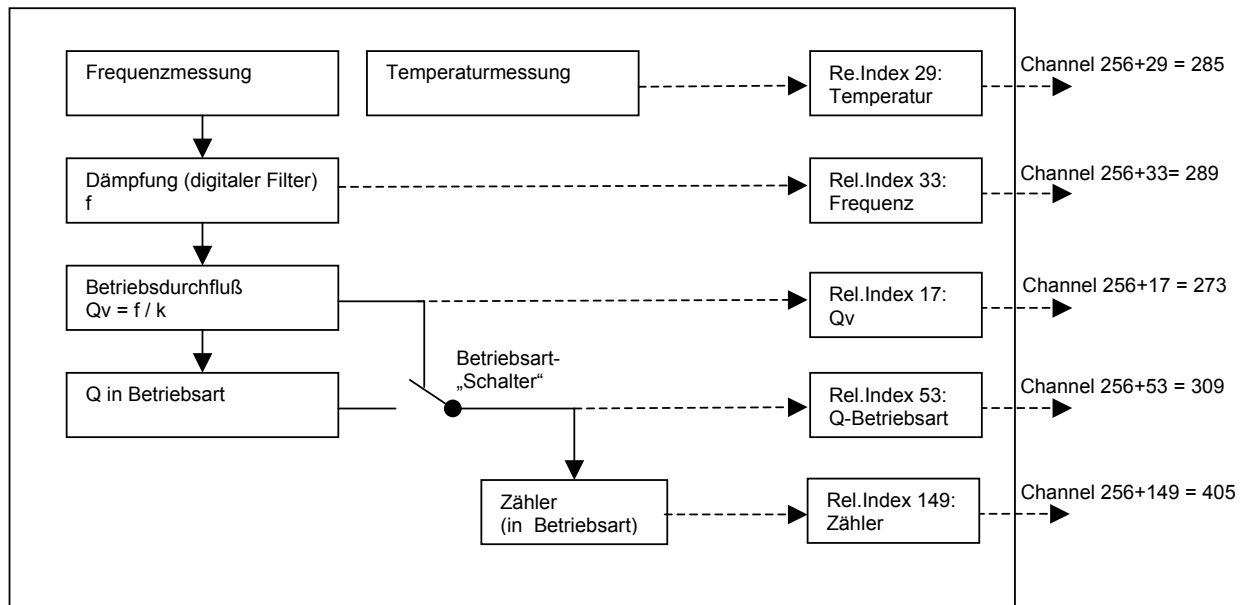 Frequenzmessung
Temperaturmessung
Re.Index 29:
Temperatur
Channel 256+29 = 285
Dämpfung (digitaler Filter)
f
Rel.Index 33:
Frequenz
Channel 256+33= 289
Betriebsdurchfluß
Qv = f / k
Rel.Index 17:
Qv
Channel 256+17 = 273
Betriebsart-
„Schalter“
Q in Betriebsart
Rel.Index 53:
Q-Betriebsart
Channel 256+53 = 309
Zähler
(in Betriebsart)
Rel.Index 149:
Zähler
Channel 256+149 = 405